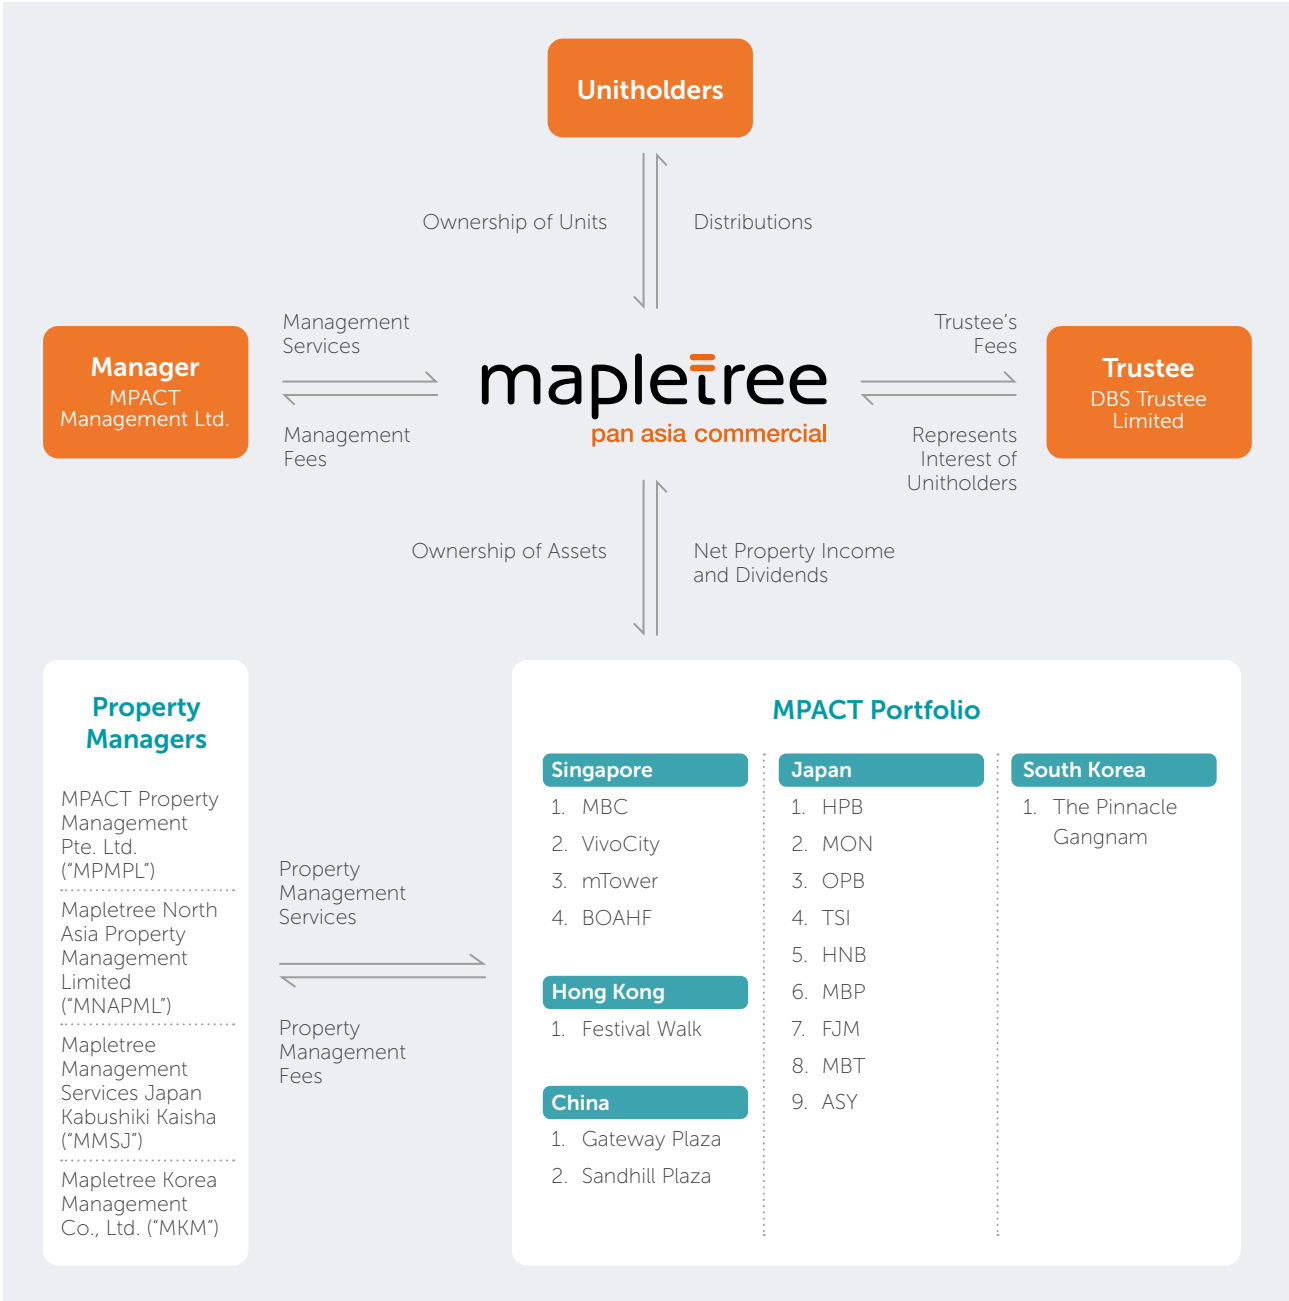 Unitholders
Ownership of Units
Distributions
Management
Services
Manager
MPACT
Management Ltd.
Management
Fees
mapletree
pan asia commercial
Trustee's
Fees
Represents
Interest of
Unitholders
Trustee
DBS Trustee
Limited
Ownership of Assets
Net Property Income
and Dividends
Property
Managers
MPACT Property
Management
Pte. Ltd.
("MPMPL")
Mapletree North
Asia Property
Management
Limited
("MNAPML")
Mapletree
Management
Services Japan
Kabushiki Kaisha
("MMSJ")
Mapletree Korea
Management
Co., Ltd. ("MKM")
Property
Management
Services
Property
Management
Fees
MPACT Portfolio
Singapore
1. MBC
2. VivoCity
3. mTower
4. BOAHF
Hong Kong
1. Festival Walk
China
1. Gateway Plaza
2. Sandhill Plaza
Japan
1. HPB
2. MON
3. OPB
4. TSI
5. HNB
6. MBP
7. FJM
8. MBT
9. ASY
South Korea
1. The Pinnacle
Gangnam